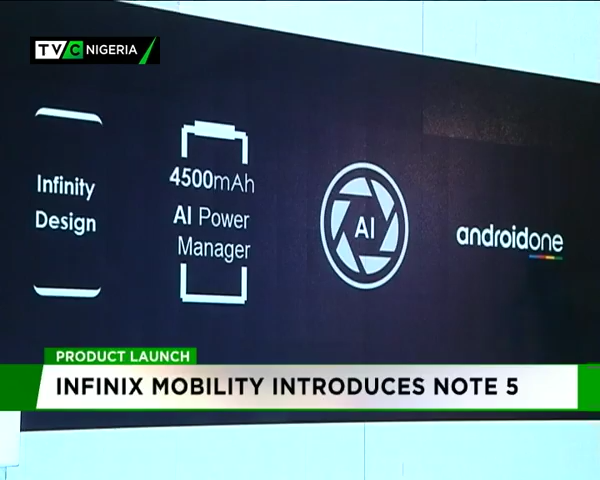 TVC NIGERIA
Infinity
Design
4500mAh
AI Power
Manager
AI
androidone
PRODUCT LAUNCH
INFINIX MOBILITY INTRODUCES NOTE 5